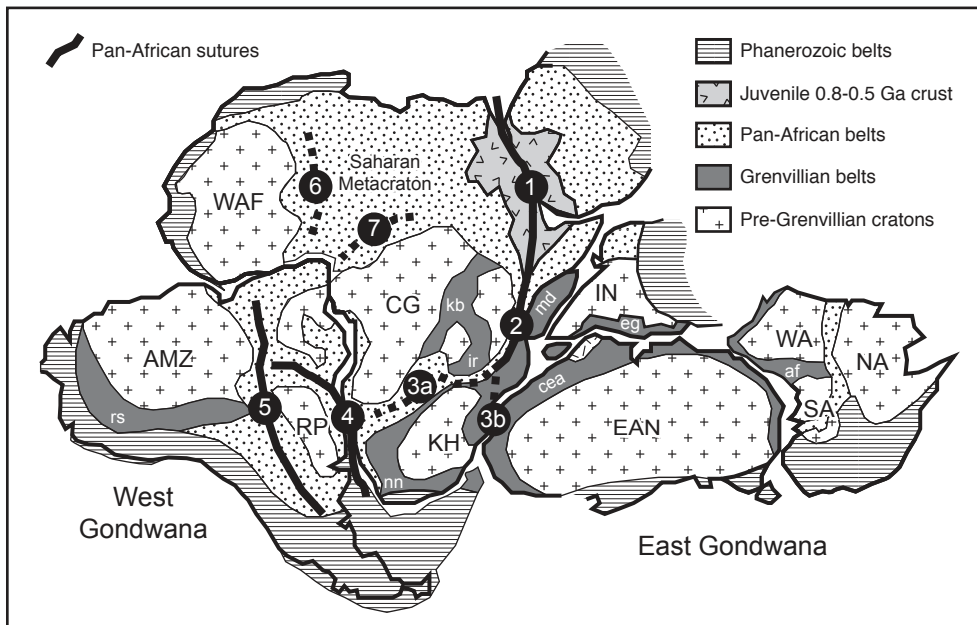 Pan-African sutures
Phanerozoic belts
Juvenile 0.8-0.5 Ga crust
Pan-African belts
Grenvillian belts
Pre-Grenvillian cratons
Saharan
Metacraton
WAF
6
1
7
CG
kb
md
IN
eg
2
ir
AMZ
rs
5
RP
4
3a
3b
KH
nn
cea
EAN
WA
af
NA
SA
West
Gondwana
East Gondwana